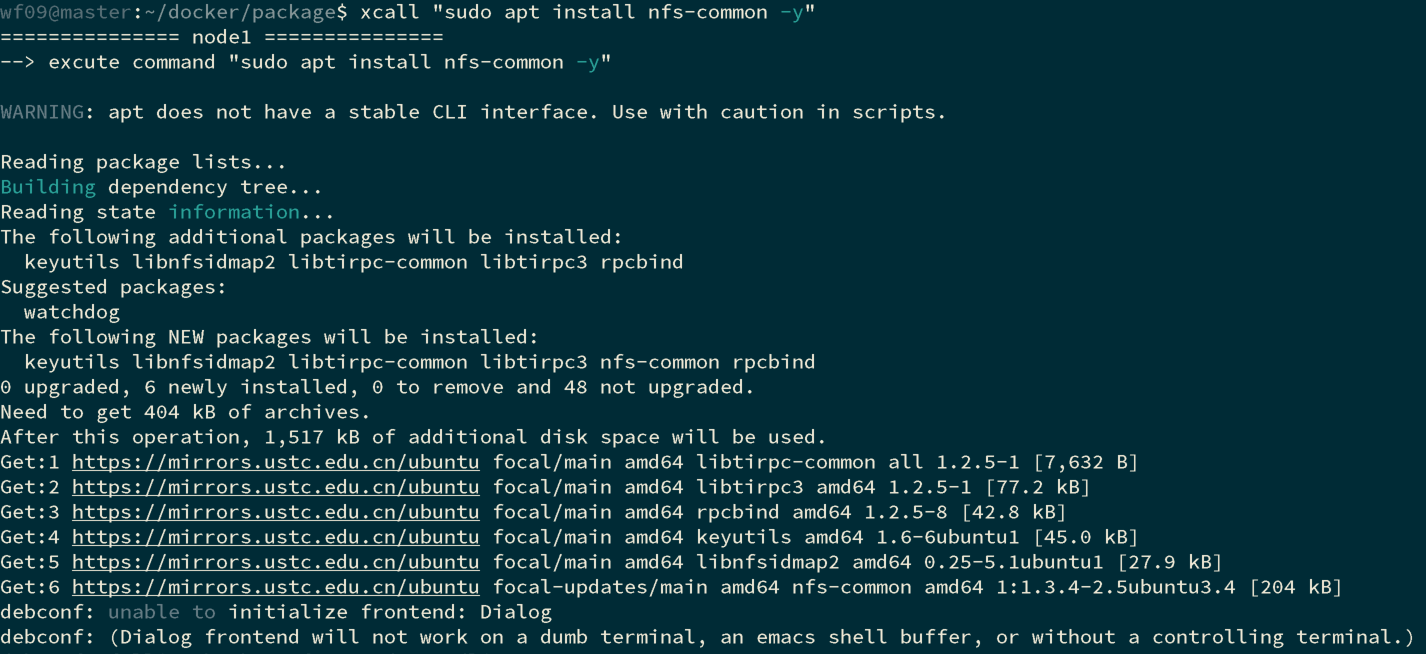 wf09@master:~/docker/package$ xcall "sudo apt install nfs-common -y"
=============== node1 ===============
--> excute command "sudo apt install nfs-common -y"
WARNING: apt does not have a stable CLI interface. Use with caution in scripts.
Reading package lists...
Building dependency tree...
Reading state information...
The following additional packages will be installed:
  keyutils libnfsidmap2 libtirpc-common libtirpc3 rpcbind
Suggested packages:
  watchdog
The following NEW packages will be installed:
  keyutils libnfsidmap2 libtirpc-common libtirpc3 nfs-common rpcbind
0 upgraded, 6 newly installed, 0 to remove and 48 not upgraded.
Need to get 404 kB of archives.
After this operation, 1,517 kB of additional disk space will be used.
Get:1 https://mirrors.ustc.edu.cn/ubuntu focal/main amd64 libtirpc-common all 1.2.5-1 [7,632 B]
Get:2 https://mirrors.ustc.edu.cn/ubuntu focal/main amd64 libtirpc3 amd64 1.2.5-1 [77.2 kB]
Get:3 https://mirrors.ustc.edu.cn/ubuntu focal/main amd64 rpcbind amd64 1.2.5-8 [42.8 kB]
Get:4 https://mirrors.ustc.edu.cn/ubuntu focal/main amd64 keyutils amd64 1.6-6ubuntu1 [45.0 kB]
Get:5 https://mirrors.ustc.edu.cn/ubuntu focal/main amd64 libnfsidmap2 amd64 0.25-5.1ubuntu1 [27.9 kB]
Get:6 https://mirrors.ustc.edu.cn/ubuntu focal-updates/main amd64 nfs-common amd64 1:1.3.4-2.5ubuntu3.4 [204 kB]
debconf: unable to initialize frontend: Dialog
debconf: (Dialog frontend will not work on a dumb terminal, an emacs shell buffer, or without a controlling terminal.)